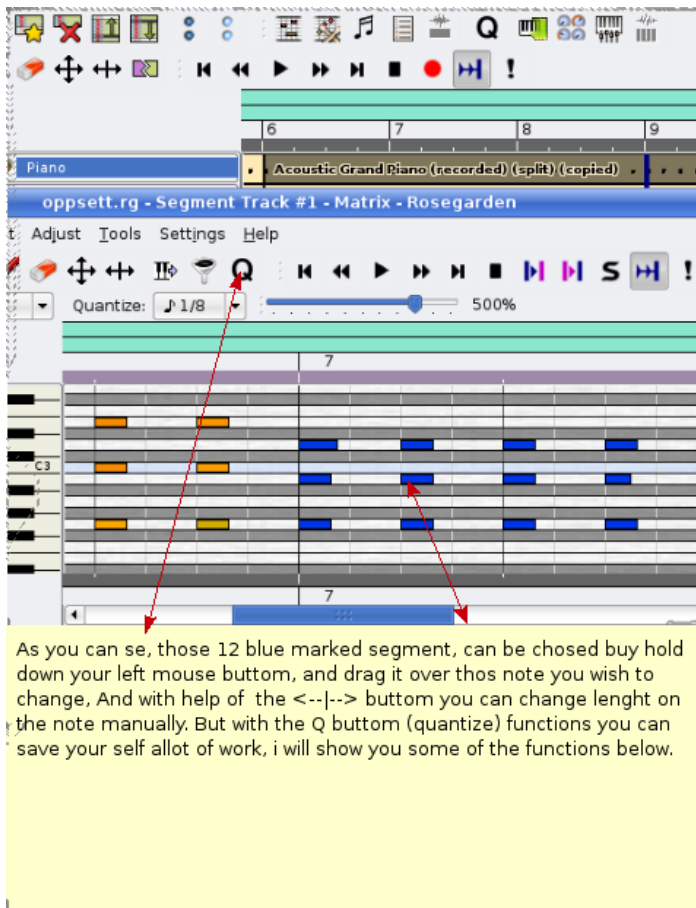 Q
!
6 7 8 9
Piano
Acoustic Grand Piano (recorded) (split) (copied)
oppsett.rg - Segment Track #1 - Matrix - Rosegarden
t Adjust Tools Settings Help
Q S !
Quantize: 1/8 500%
7
C3
7
As you can se, those 12 blue marked segment, can be chosed buy hold
down your left mouse buttom, and drag it over thos note you wish to
change, And with help of the <--|--> buttom you can change lenght on
the note manually. But with the Q buttom (quantize) functions you can
save your self allot of work, i will show you some of the functions below.